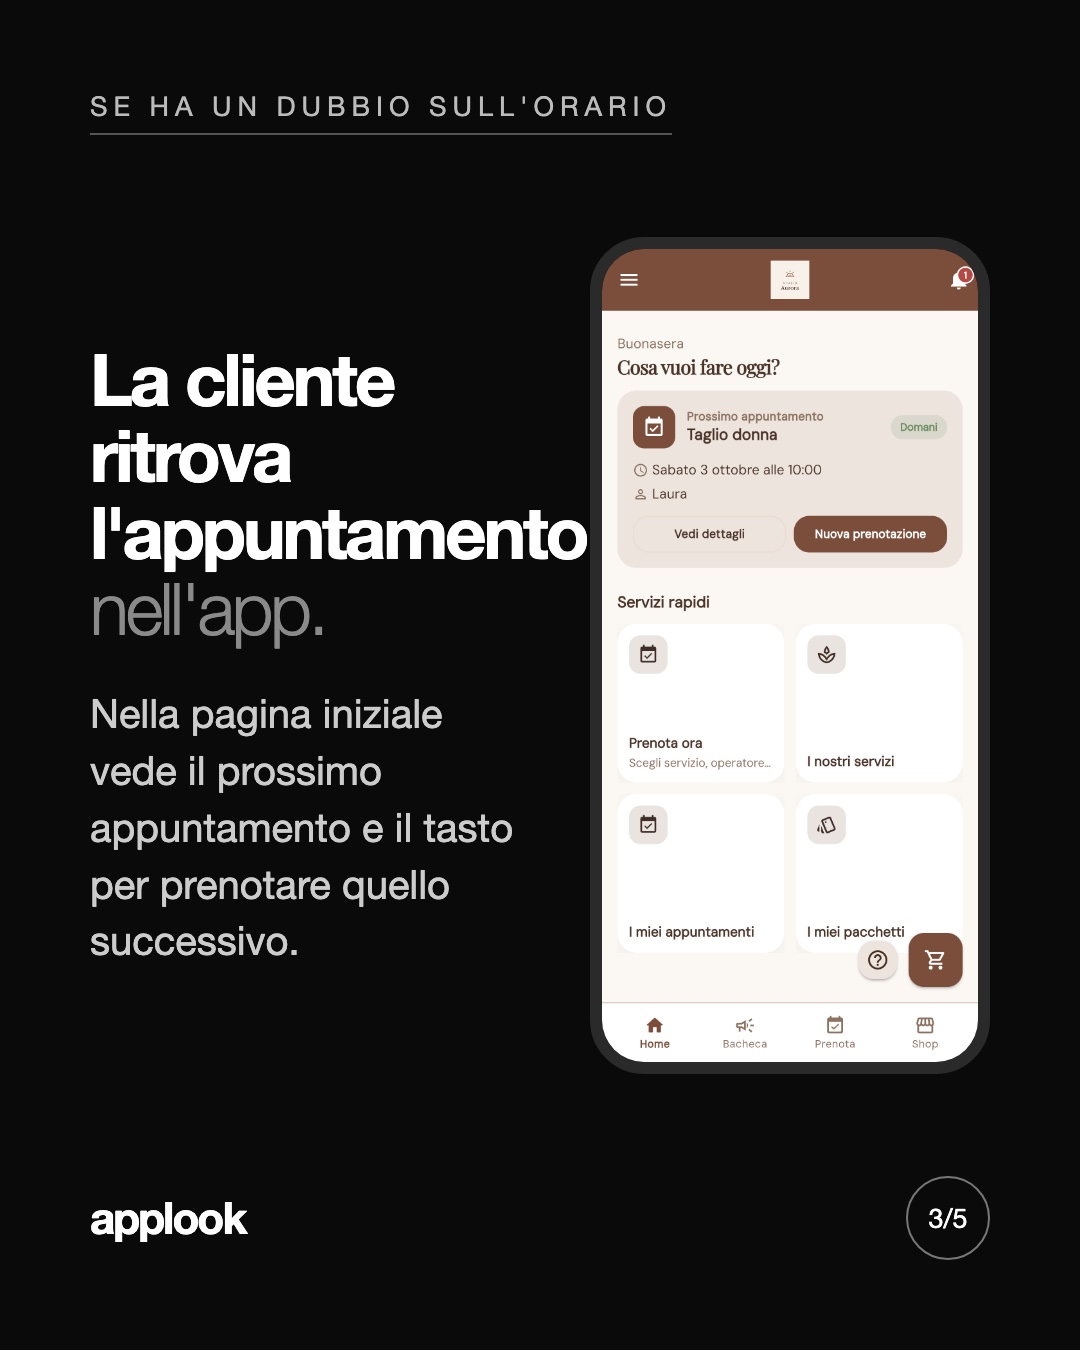 SE HA UN DUBBIO SULL'ORARIO
La cliente
ritrova
l'appuntamento
nell'app.
Nella pagina iniziale
vede il prossimo
appuntamento e il tasto
per prenotare quello
successivo.
Aurora
1
Buonasera
Cosa vuoi fare oggi?
Prossimo appuntamento
Taglio donna
Domani
Sabato 3 ottobre alle 10:00
Laura
Vedi dettagli
Nuova prenotazione
Servizi rapidi
Prenota ora
Scegli servizio, operatore...
I nostri servizi
I miei appuntamenti
I miei pacchetti
Home
Bacheca
Prenota
Shop
applook
3/5